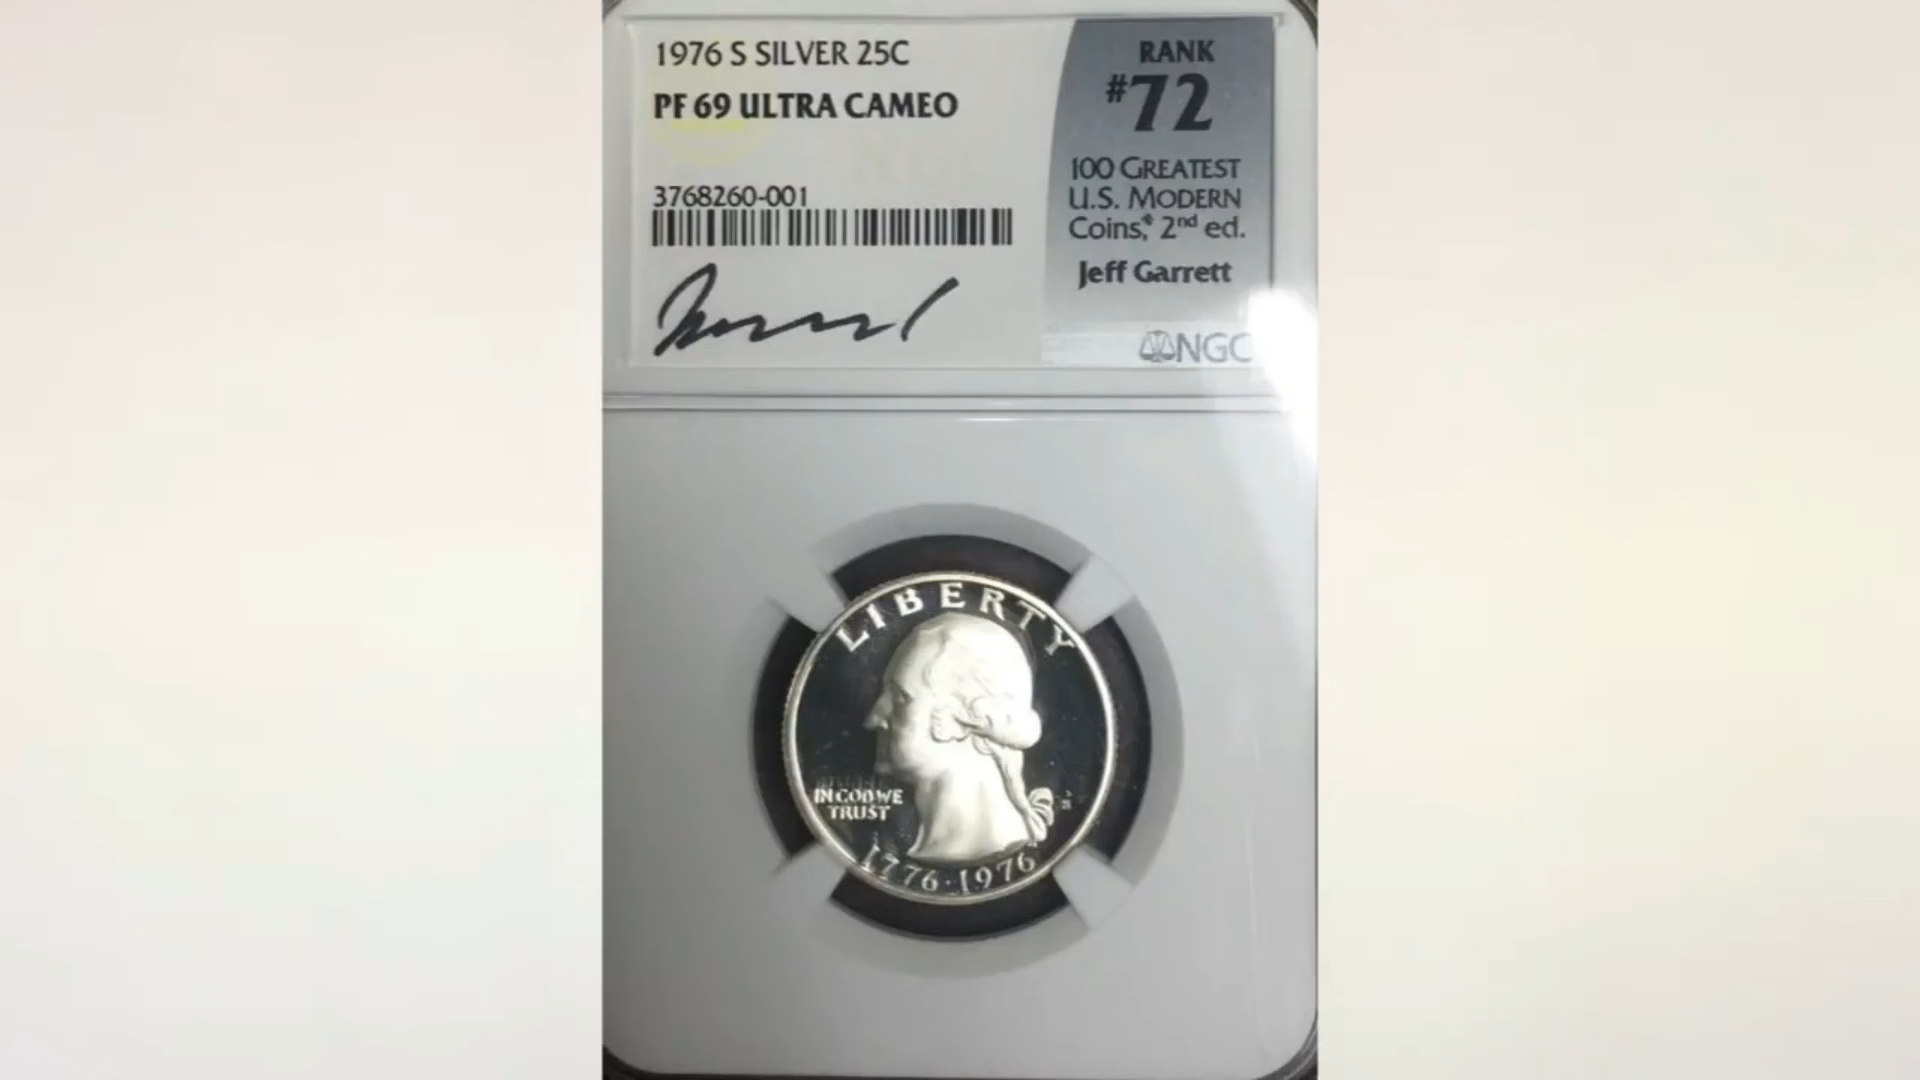 1976 S SILVER 25C
PF 69 ULTRA CAMEO
3768260-001
RANK
#72
100 GREATEST
U.S. MODERN
Coins,® 2nd ed.
Jeff Garrett
NGC
LIBERTY
IN GOD WE
TRUST
1776·1976